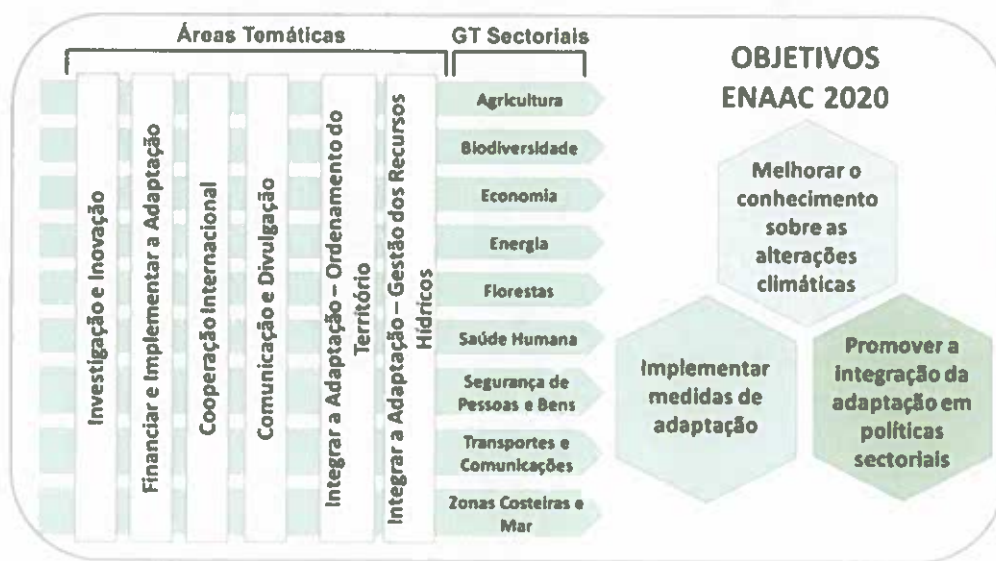 Áreas Temáticas
GT Sectoriais
Investigação e Inovação
Financiar e Implementar a Adaptação
Cooperação Internacional
Comunicação e Divulgação
Integrar a Adaptação – Ordenamento do
Território
Integrar a Adaptação – Gestão dos Recursos
Hídricos
Agricultura
Biodiversidade
Economia
Energia
Florestas
Saúde Humana
Segurança de
Pessoas e Bens
Transportes e
Comunicações
Zonas Costeiras e
Mar
OBJETIVOS
ENAAC 2020
Melhorar o
conhecimento
sobre as
alterações
climáticas
Implementar
medidas de
adaptação
Promover a
integração da
adaptação em
políticas
sectoriais